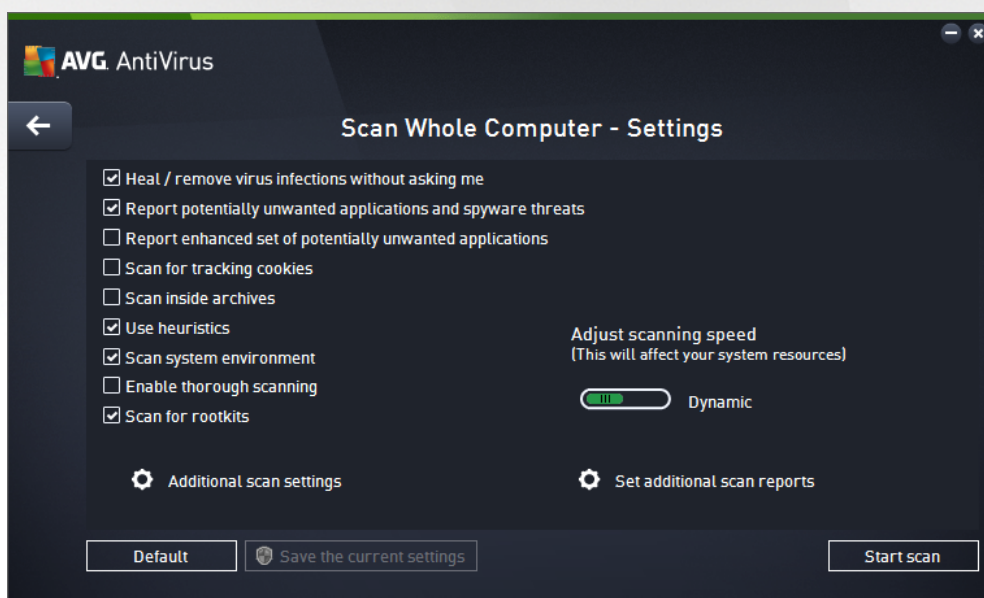 AVG. AntiVirus
Scan Whole Computer - Settings
Heal / remove virus infections without asking me
Report potentially unwanted applications and spyware threats
Report enhanced set of potentially unwanted applications
Scan for tracking cookies
Scan inside archives
Use heuristics
Scan system environment
Enable thorough scanning
Scan for rootkits
Adjust scanning speed
(This will affect your system resources)
Dynamic
Additional scan settings
Set additional scan reports
Default
Save the current settings
Start scan